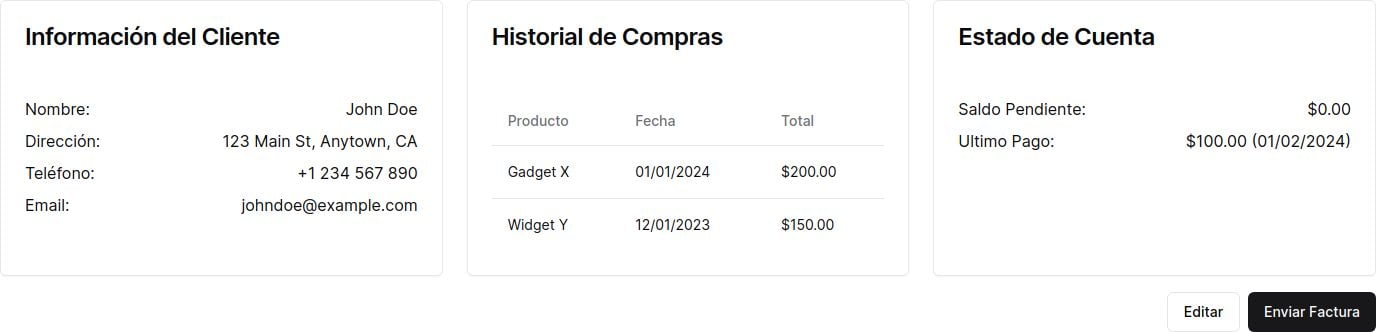 Información del Cliente
Nombre: John Doe
Dirección: 123 Main St, Anytown, CA
Teléfono: +1 234 567 890
Email: johndoe@example.com
Historial de Compras
Producto Fecha Total
Gadget X 01/01/2024 $200.00
Widget Y 12/01/2023 $150.00
Estado de Cuenta
Saldo Pendiente: $0.00
Ultimo Pago: $100.00 (01/02/2024)
Editar
Enviar Factura